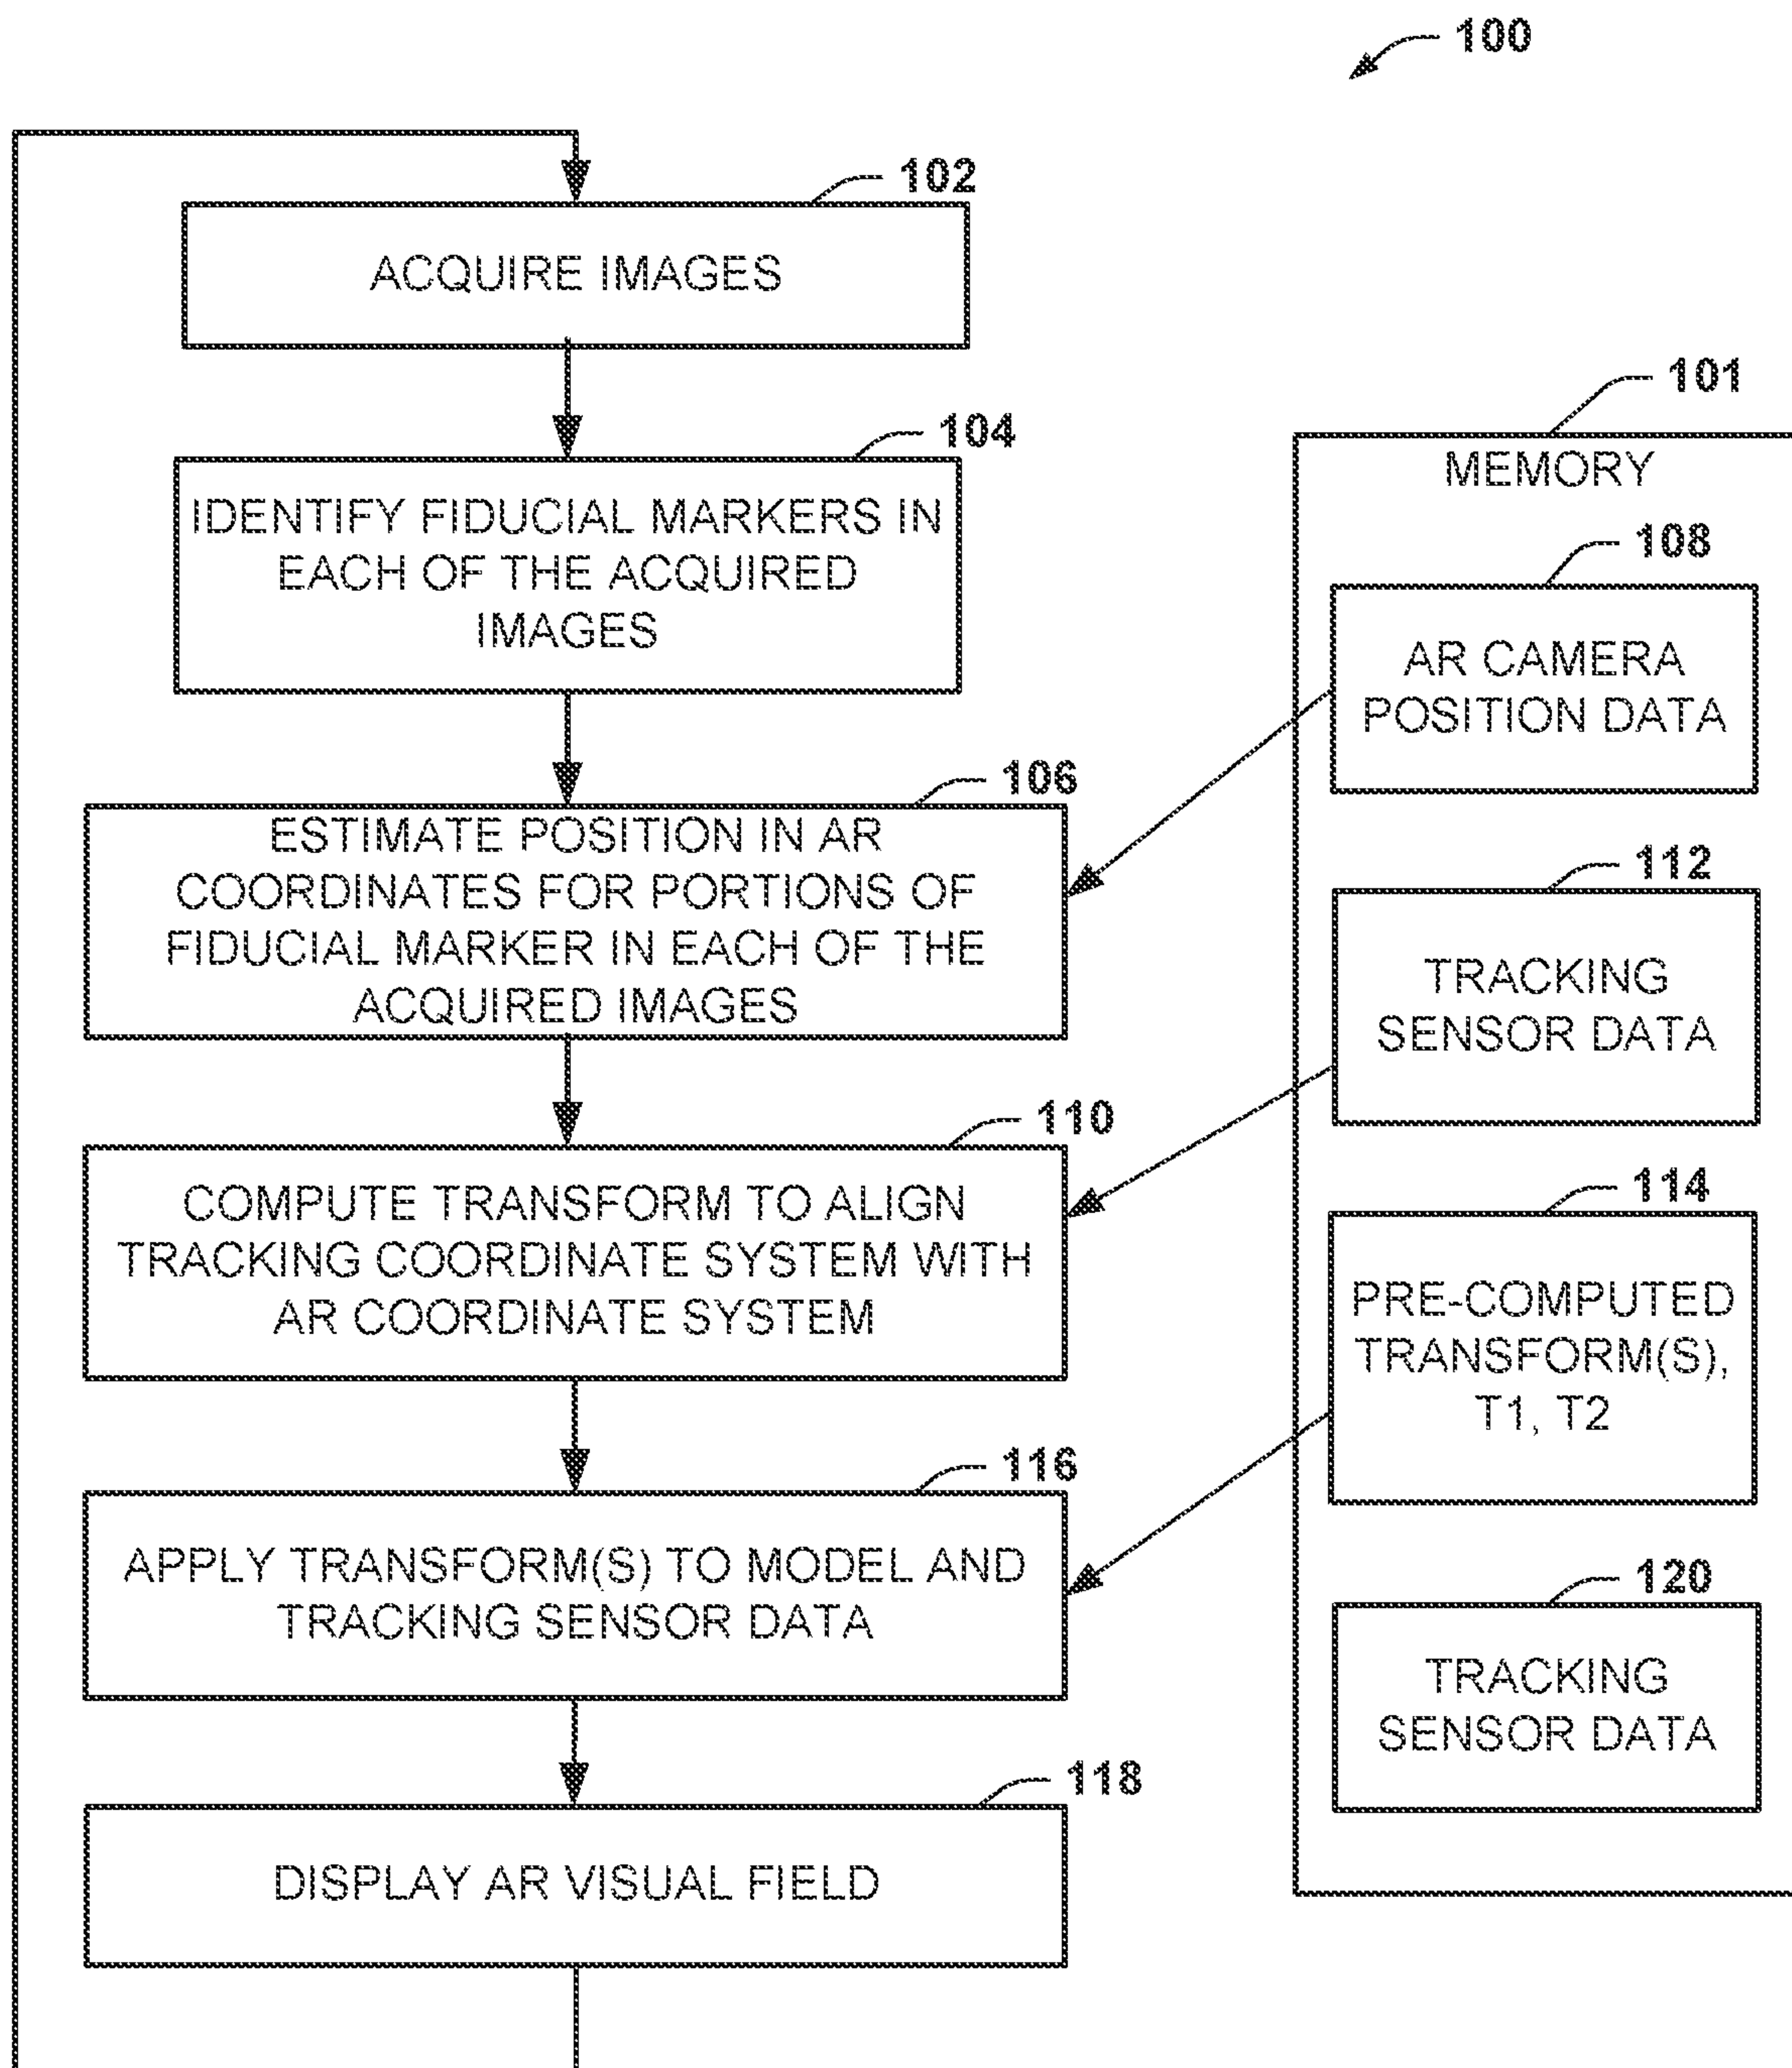 100
102
ACQUIRE IMAGES
104
IDENTIFY FIDUCIAL MARKERS IN
EACH OF THE ACQUIRED
IMAGES
106
ESTIMATE POSITION IN AR
COORDINATES FOR PORTIONS OF
FIDUCIAL MARKER IN EACH OF THE
ACQUIRED IMAGES
110
COMPUTE TRANSFORM TO ALIGN
TRACKING COORDINATE SYSTEM WITH
AR COORDINATE SYSTEM
116
APPLY TRANSFORM(S) TO MODEL AND
TRACKING SENSOR DATA
118
DISPLAY AR VISUAL FIELD
101
MEMORY
108
AR CAMERA
POSITION DATA
112
TRACKING
SENSOR DATA
114
PRE-COMPUTED
TRANSFORM(S),
T1, T2
120
TRACKING
SENSOR DATA